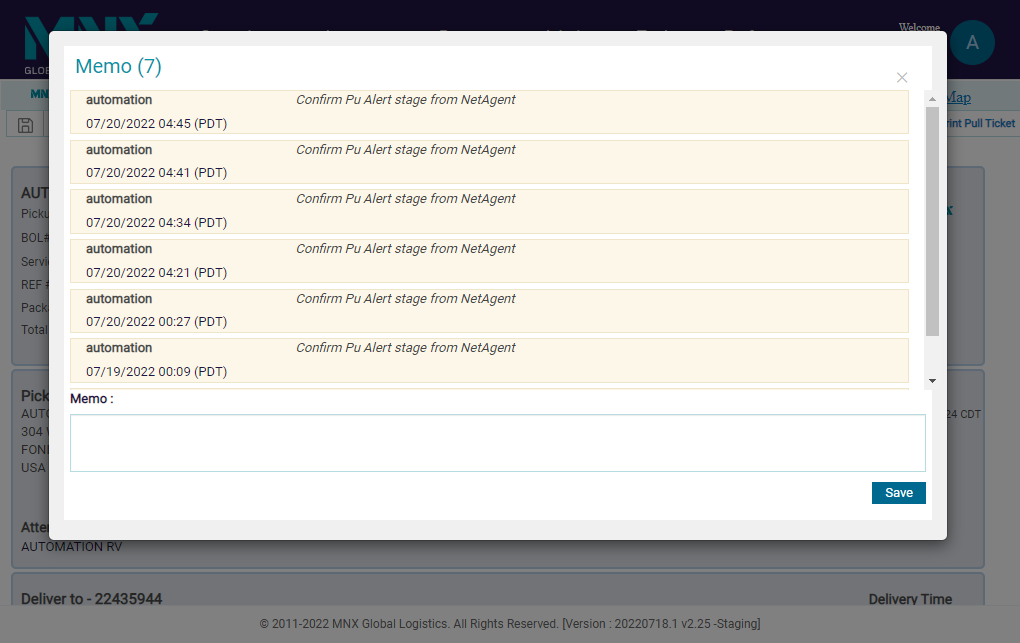 MNX
GLOB
Welcome
A
MN
Map
rint Pull Ticket
Memo (7)
automation Confirm Pu Alert stage from NetAgent
07/20/2022 04:45 (PDT)
automation Confirm Pu Alert stage from NetAgent
07/20/2022 04:41 (PDT)
automation Confirm Pu Alert stage from NetAgent
07/20/2022 04:34 (PDT)
automation Confirm Pu Alert stage from NetAgent
07/20/2022 04:21 (PDT)
automation Confirm Pu Alert stage from NetAgent
07/20/2022 00:27 (PDT)
automation Confirm Pu Alert stage from NetAgent
07/19/2022 00:09 (PDT)
Memo :
Save
AUT
Picku
BOL#
Servi
REF #
Packa
Total
Pick
AUTO
304 W
FOND
USA
24 CDT
Atte
AUTOMATION RV
Deliver to - 22435944 Delivery Time
© 2011-2022 MNX Global Logistics. All Rights Reserved. [Version : 20220718.1 v2.25 -Staging]